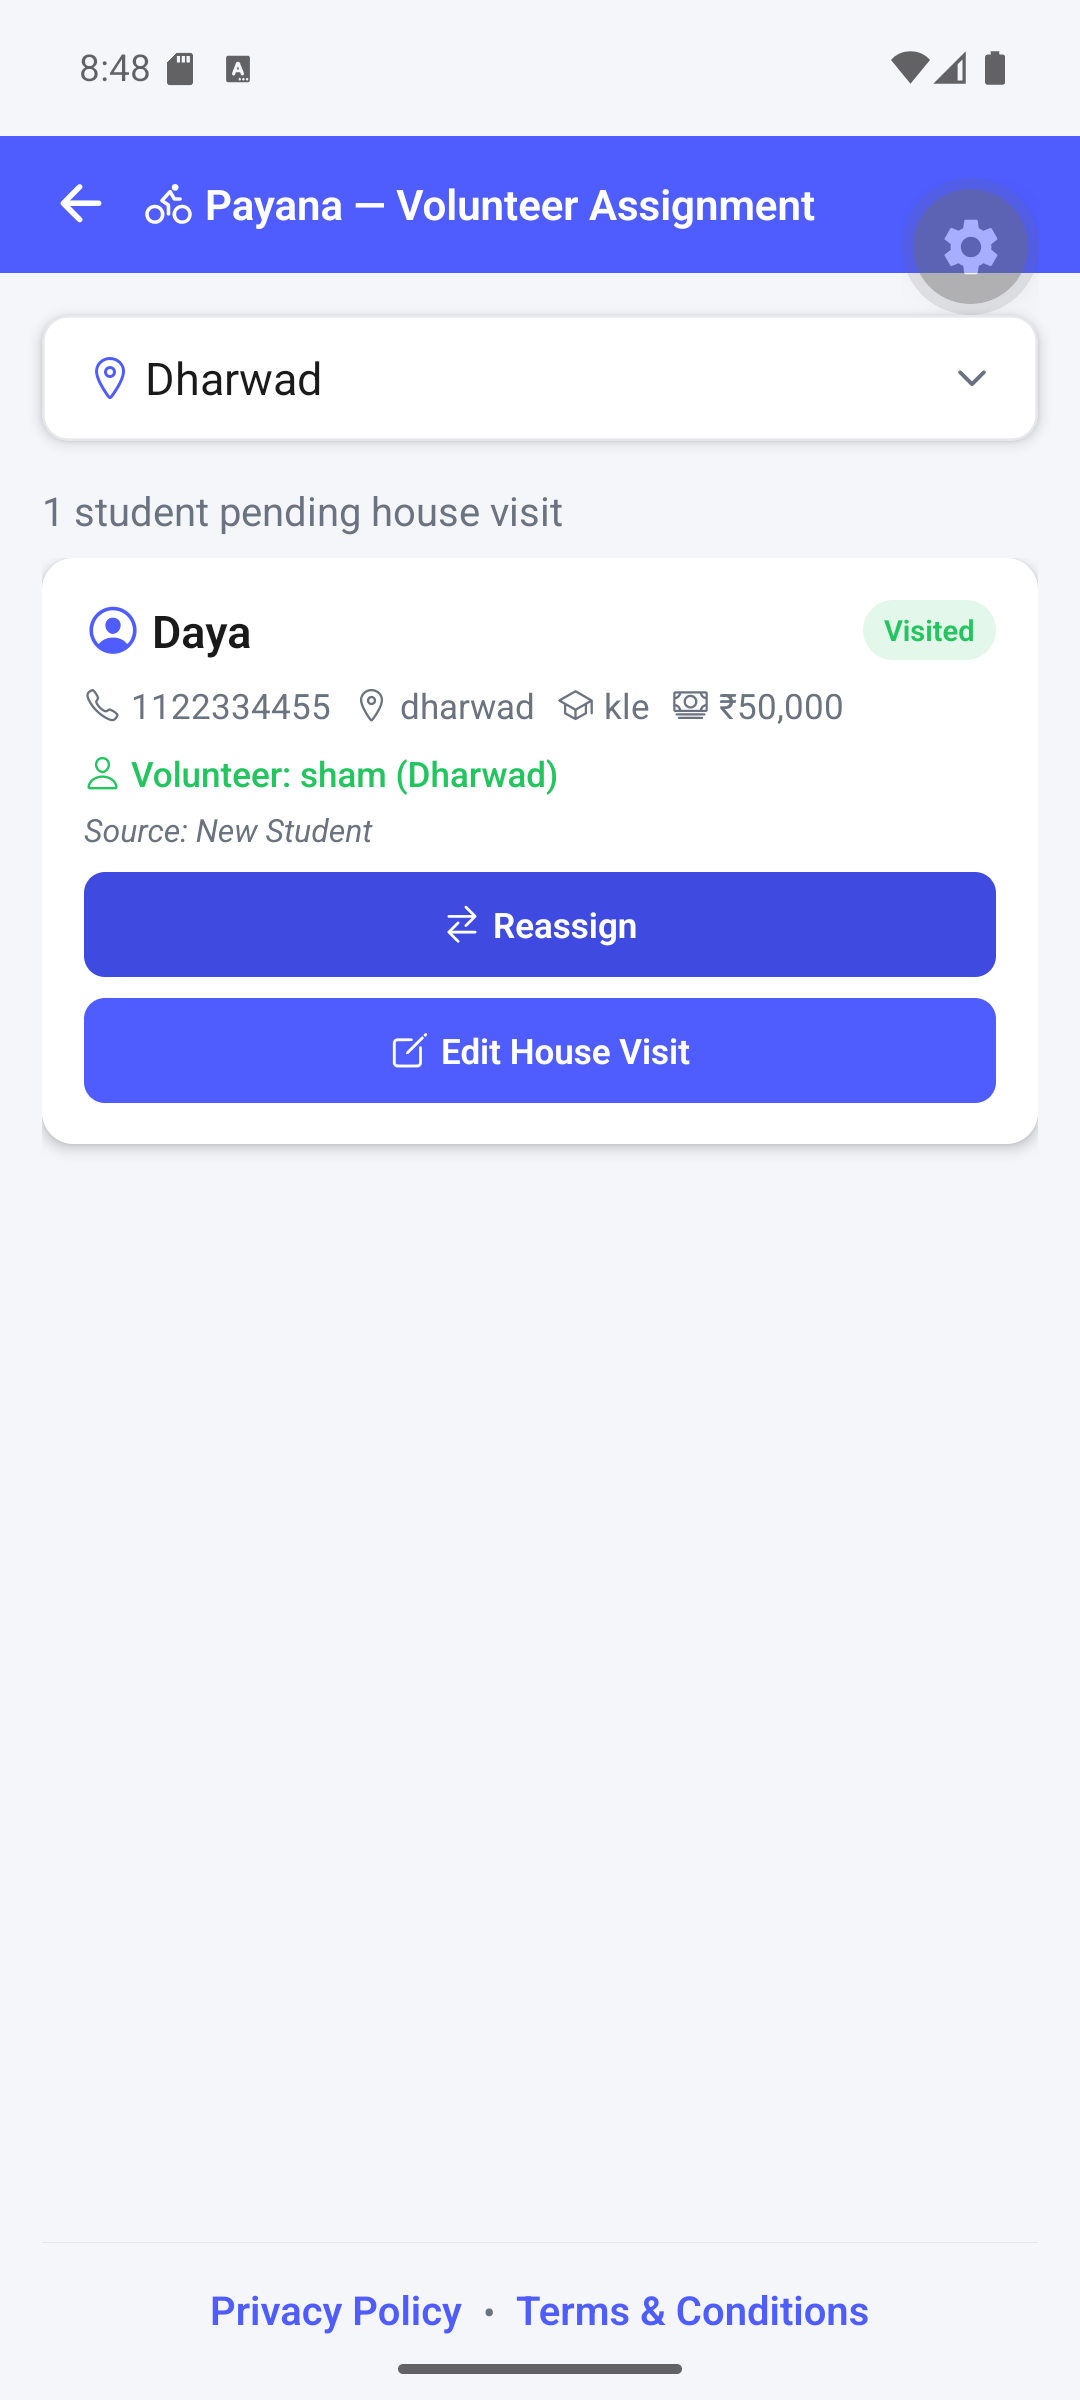 8:48
Payana — Volunteer Assignment
Dharwad
1 student pending house visit
Daya
Visited
1122334455 dharwad kle ₹50,000
Volunteer: sham (Dharwad)
Source: New Student
Reassign
Edit House Visit
Privacy Policy • Terms & Conditions